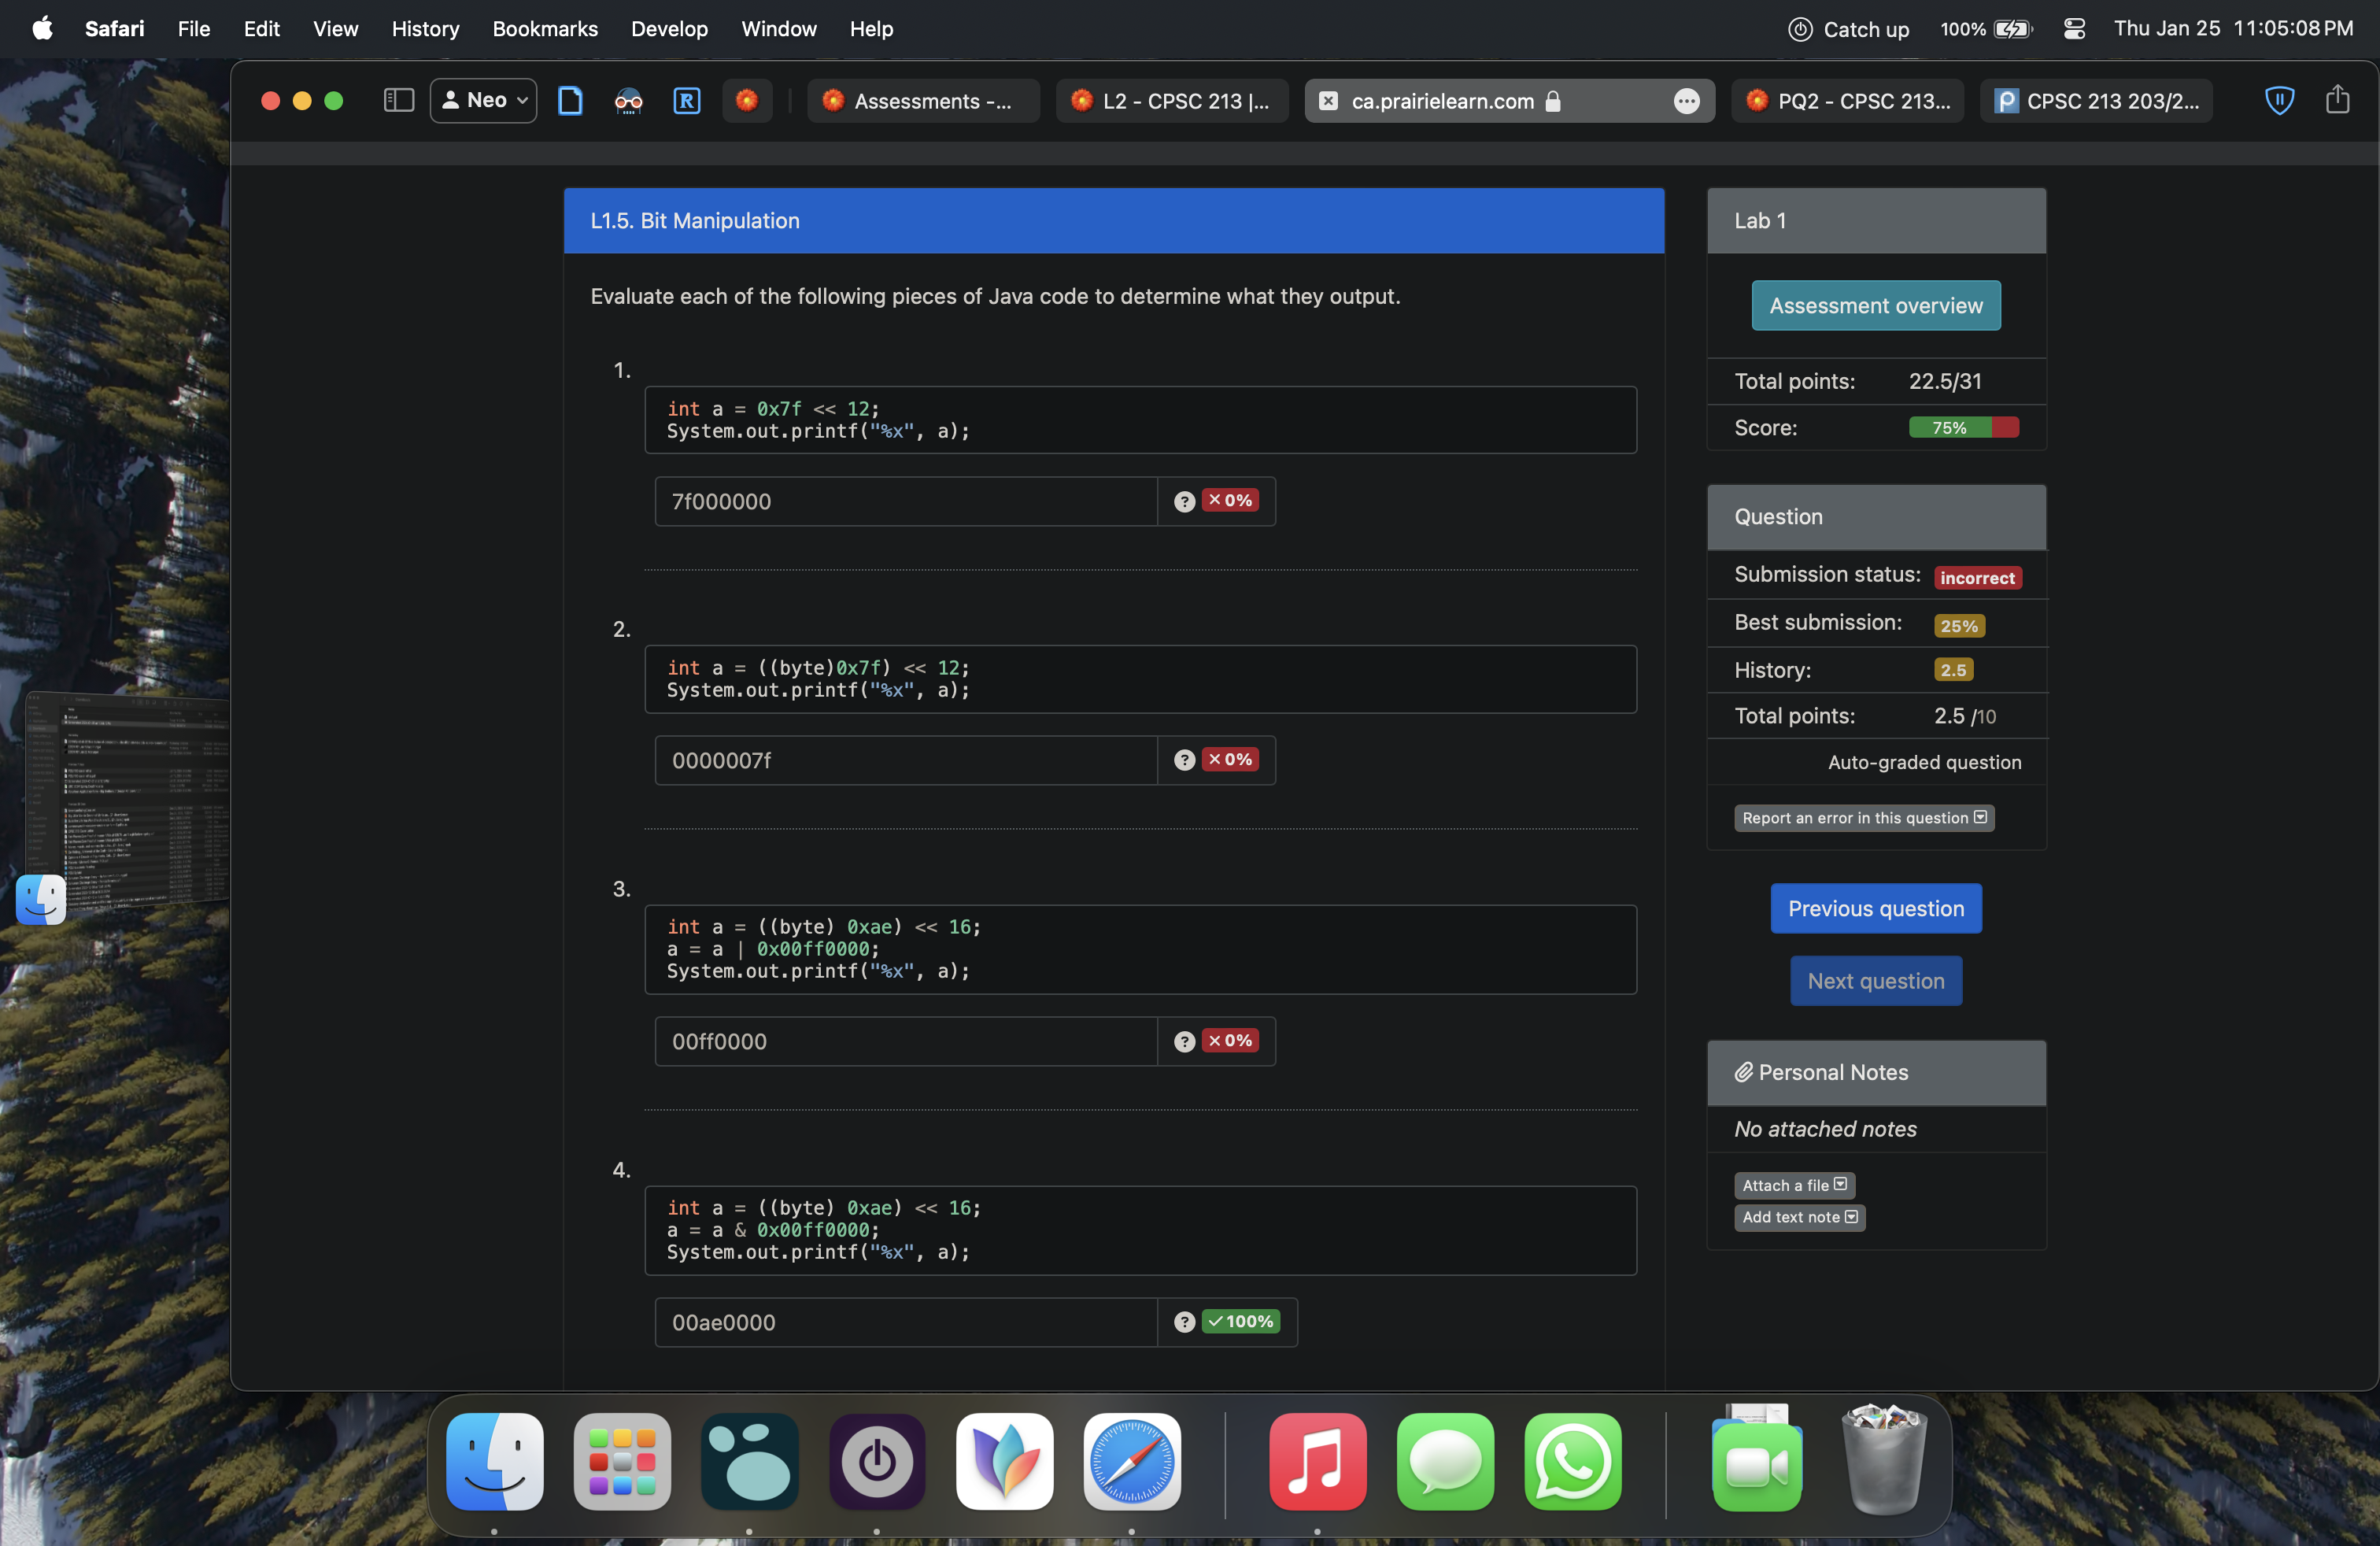 Safari File Edit View History Bookmarks Develop Window Help Catch up 100% Thu Jan 25 11:05:08 PM
Neo Assessments -... L2 - CPSC 213 |... ca.prairielearn.com PQ2 - CPSC 213... CPSC 213 203/2...
L1.5. Bit Manipulation
Evaluate each of the following pieces of Java code to determine what they output.
1.
int a = 0x7f << 12;
System.out.printf("%x", a);
7f000000 ? × 0%
2.
int a = ((byte)0x7f) << 12;
System.out.printf("%x", a);
0000007f ? × 0%
3.
int a = ((byte) 0xae) << 16;
a = a | 0x00ff0000;
System.out.printf("%x", a);
00ff0000 ? × 0%
4.
int a = ((byte) 0xae) << 16;
a = a & 0x00ff0000;
System.out.printf("%x", a);
00ae0000 ? ✓ 100%
Lab 1
Assessment overview
Total points: 22.5/31
Score: 75%
Question
Submission status: incorrect
Best submission: 25%
History: 2.5
Total points: 2.5 /10
Auto-graded question
Report an error in this question
Previous question
Next question
Personal Notes
No attached notes
Attach a file
Add text note